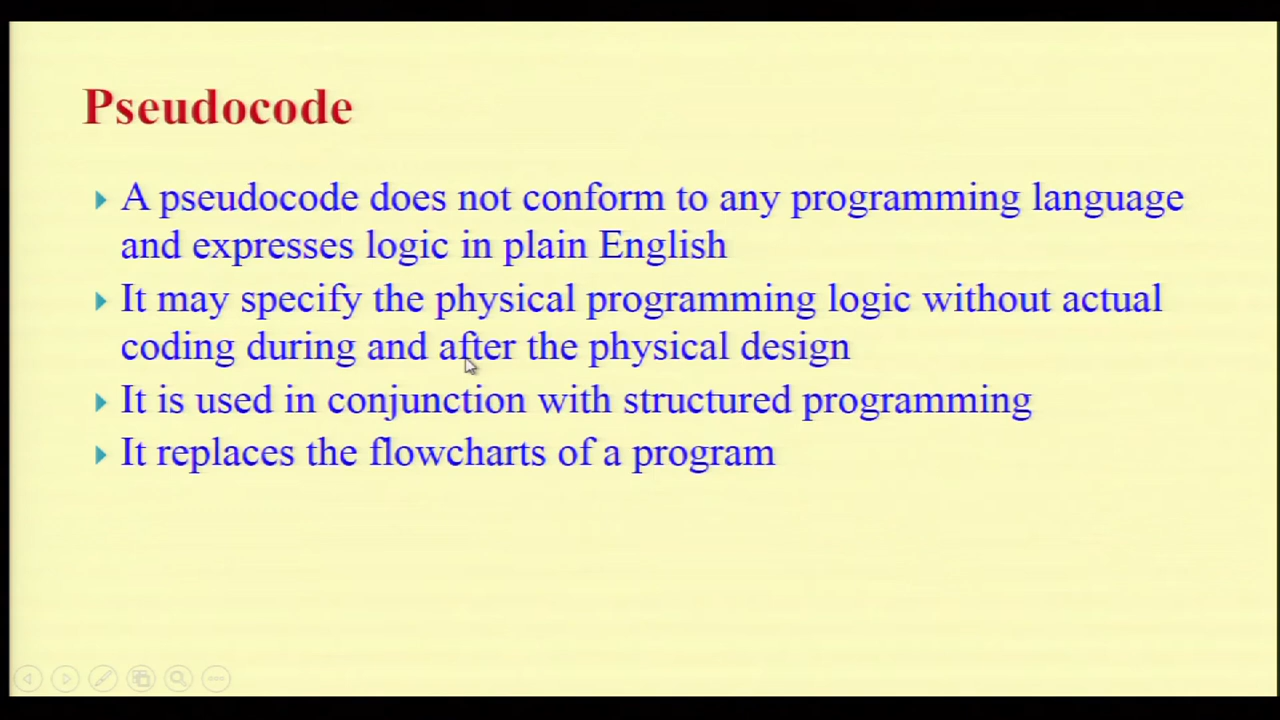 Pseudocode
A pseudocode does not conform to any programming language
and expresses logic in plain English
It may specify the physical programming logic without actual
coding during and after the physical design
It is used in conjunction with structured programming
It replaces the flowcharts of a program